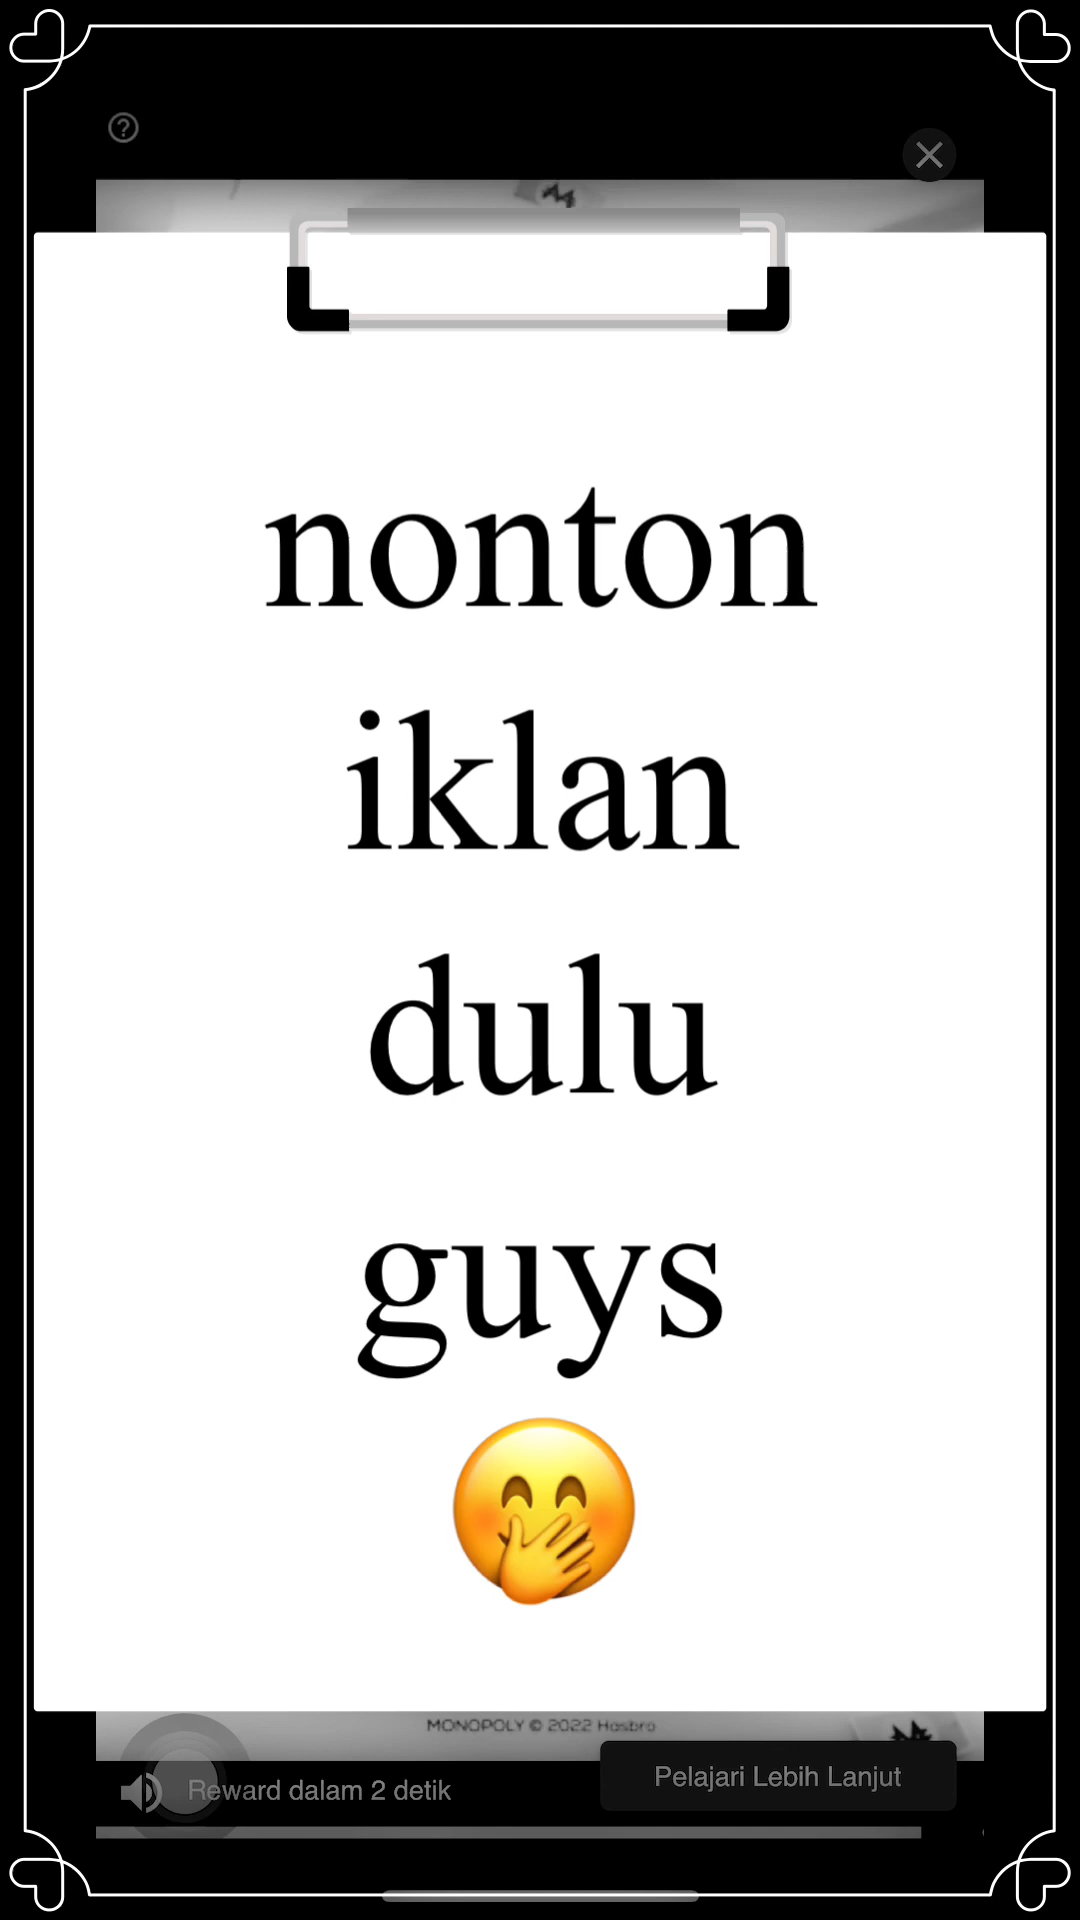 nonton
iklan
dulu
guys
🤭
MONOPOLY © 2022 Hasbro
Reward dalam 2 detik
Pelajari Lebih Lanjut